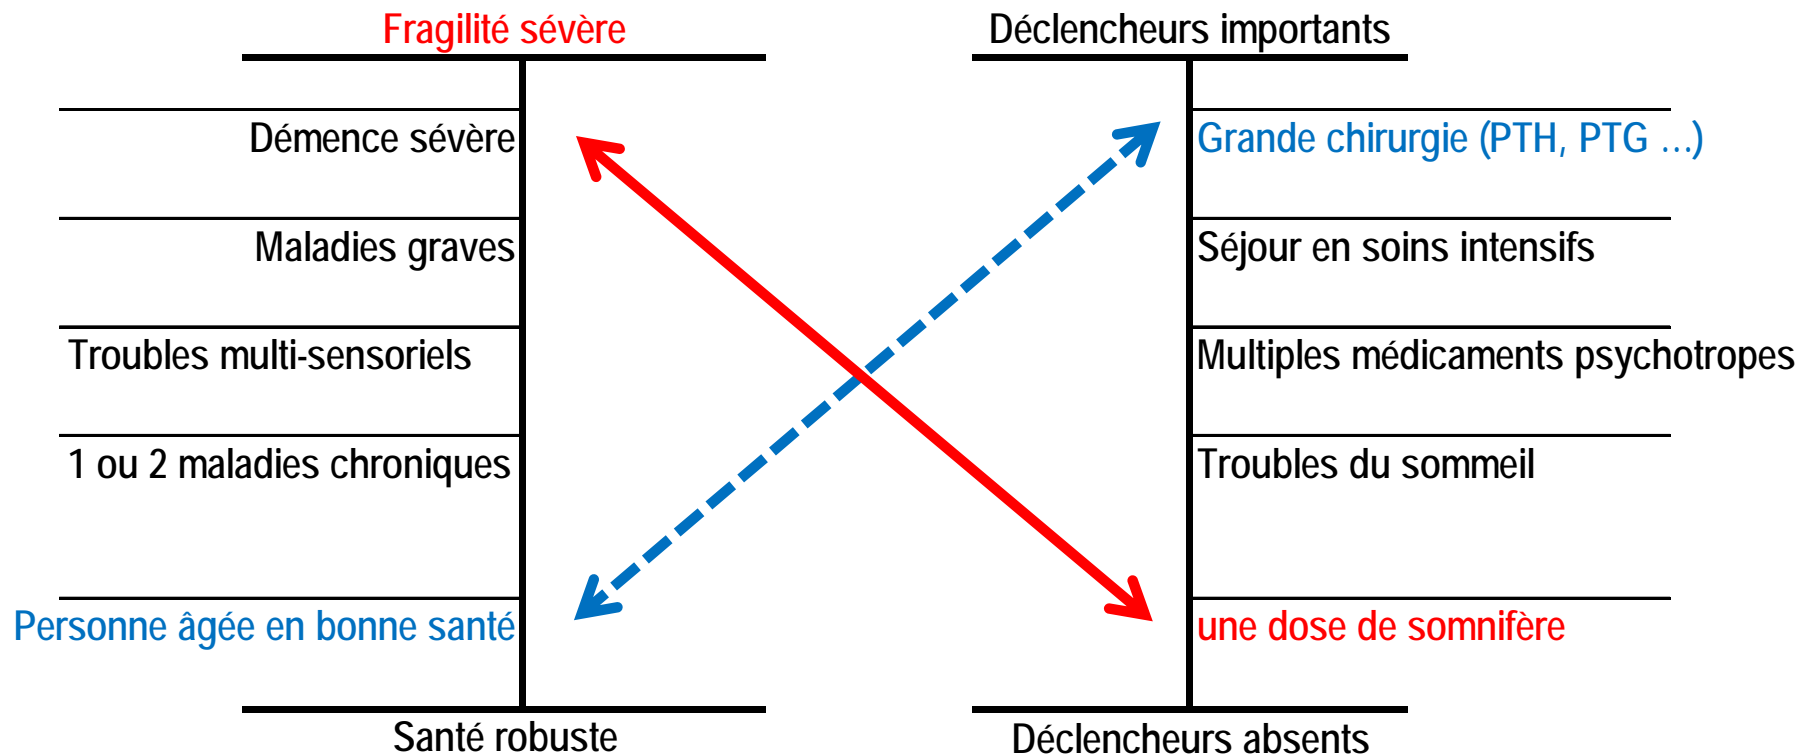 Fragilité sévère
Démence sévère
Maladies graves
Troubles multi-sensoriels
1 ou 2 maladies chroniques
Personne âgée en bonne santé
Santé robuste
Déclencheurs importants
Grande chirurgie (PTH, PTG ...)
Séjour en soins intensifs
Multiples médicaments psychotropes
Troubles du sommeil
une dose de somnifère
Déclencheurs absents